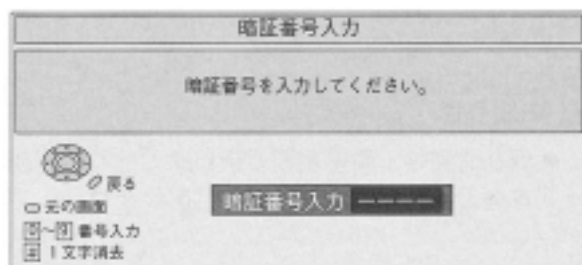 暗証番号入力
暗証番号を入力してください。
戻る
元の画面
暗証番号入力 ----
0~9 番号入力
# 1文字消去